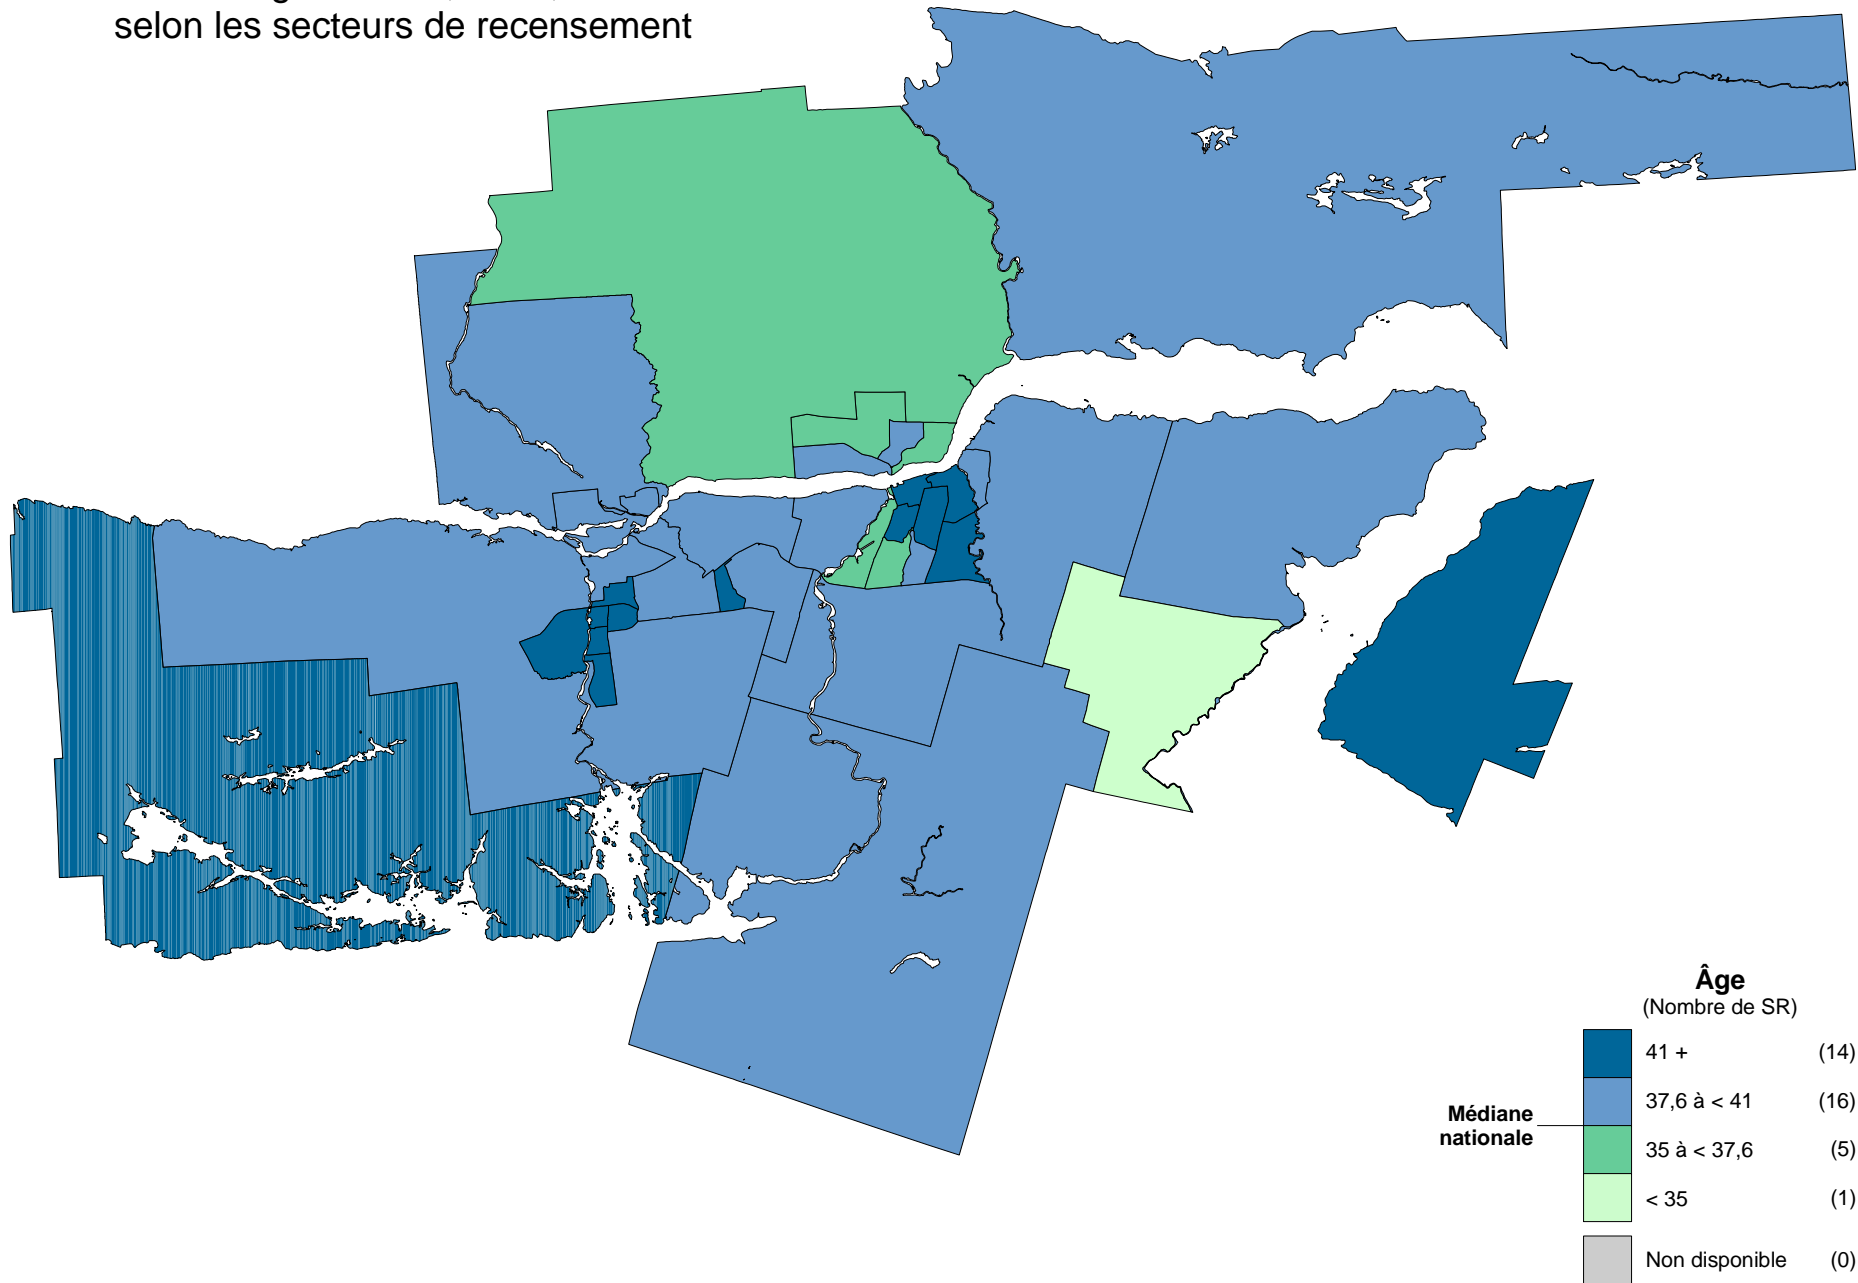 selon les secteurs de recensement
Âge
(Nombre de SR)
41 + (14)
37,6 à < 41 (16)
Médiane
nationale
35 à < 37,6 (5)
< 35 (1)
Non disponible (0)